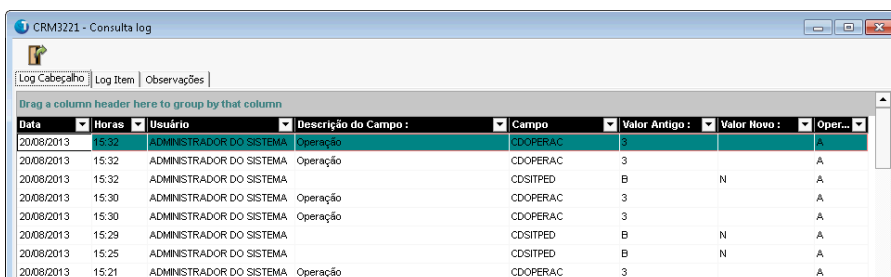 CRM3221 - Consulta log
Log Cabeçalho Log Item Observações
Drag a column header here to group by that column
Data Horas Usuário Descrição do Campo : Campo Valor Antigo : Valor Novo : Oper...
20/08/2013 15:32 ADMINISTRADOR DO SISTEMA Operação CDOPERAC 3 A
20/08/2013 15:32 ADMINISTRADOR DO SISTEMA Operação CDOPERAC 3 A
20/08/2013 15:32 ADMINISTRADOR DO SISTEMA CDSITPED B N A
20/08/2013 15:30 ADMINISTRADOR DO SISTEMA Operação CDOPERAC 3 A
20/08/2013 15:30 ADMINISTRADOR DO SISTEMA Operação CDOPERAC 3 A
20/08/2013 15:29 ADMINISTRADOR DO SISTEMA CDSITPED B N A
20/08/2013 15:25 ADMINISTRADOR DO SISTEMA CDSITPED B N A
20/08/2013 15:21 ADMINISTRADOR DO SISTEMA Operação CDOPERAC 3 A